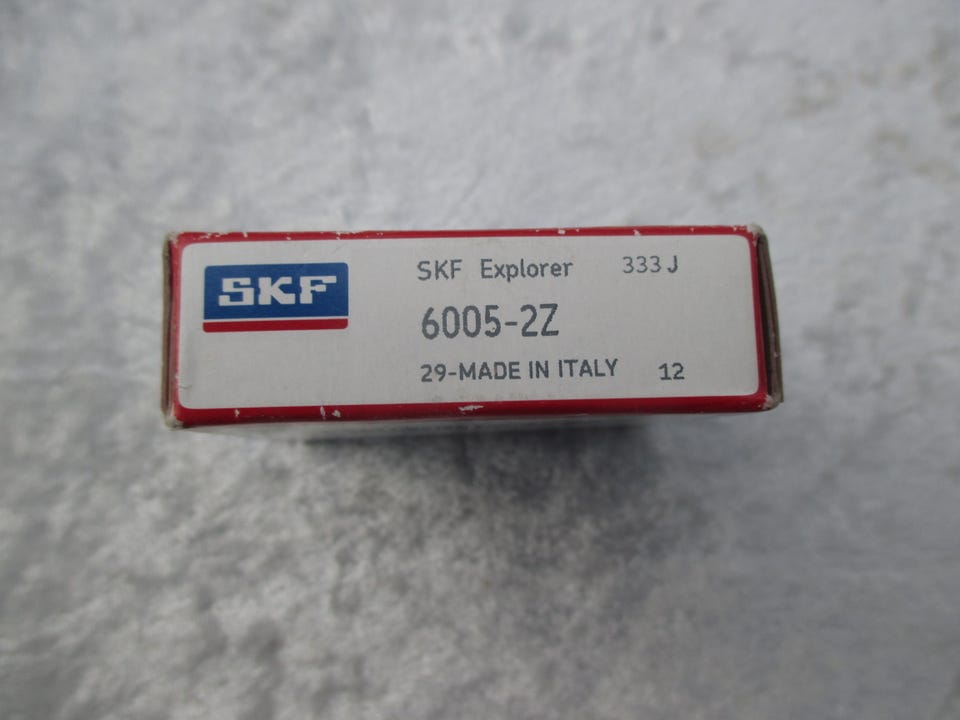 SKF
SKF Explorer 333 J
6005-2Z
29-MADE IN ITALY 12